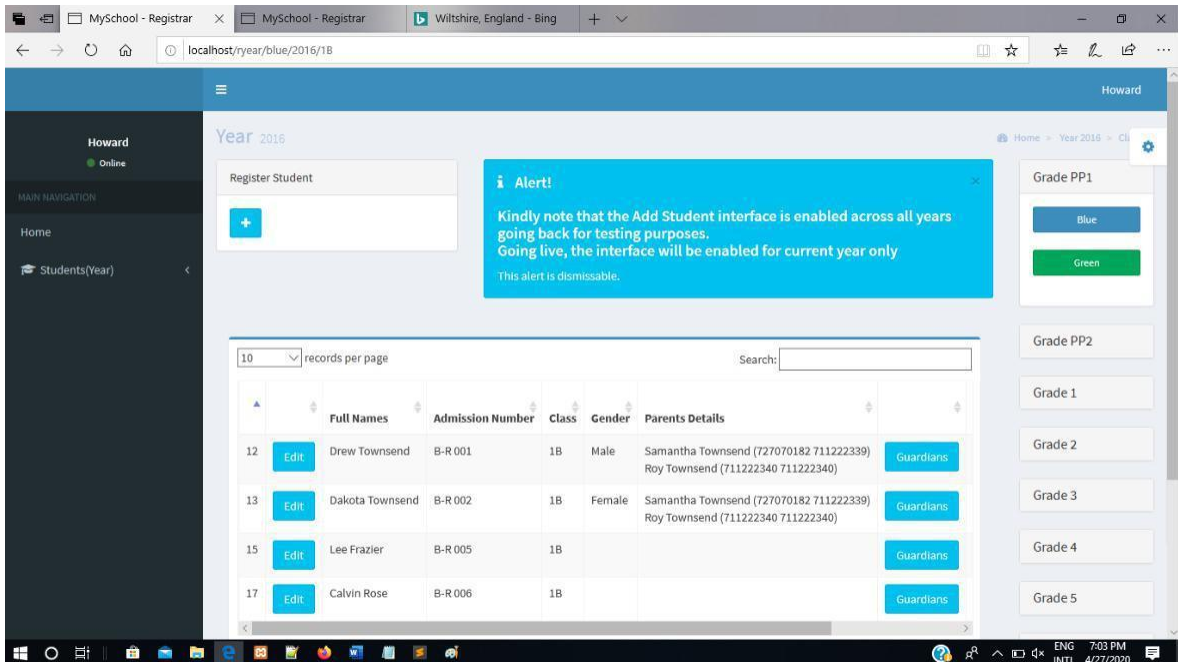 MySchool - Registrar
MySchool - Registrar
Wiltshire, England - Bing
localhost/ryear/blue/2016/1B
Howard
Howard
Online
MAIN NAVIGATION
Home
Students(Year)
Year 2016
Home > Year 2016 >
Register Student
Alert!
Kindly note that the Add Student interface is enabled across all years
going back for testing purposes.
Going live, the interface will be enabled for current year only
This alert is dismissable.
Grade PP1
Blue
Green
Grade PP2
Grade 1
Grade 2
Grade 3
Grade 4
Grade 5
10 records per page
Search:
Full Names Admission Number Class Gender Parents Details
12 Edit Drew Townsend B-R 001 1B Male Samantha Townsend (727070182 711222339) Guardians
Roy Townsend (711222340 711222340)
13 Edit Dakota Townsend B-R 002 1B Female Samantha Townsend (727070182 711222339) Guardians
Roy Townsend (711222340 711222340)
15 Edit Lee Frazier B-R 005 1B Guardians
17 Edit Calvin Rose B-R 006 1B Guardians
ENG 7:03 PM
INTL 4/27/2020